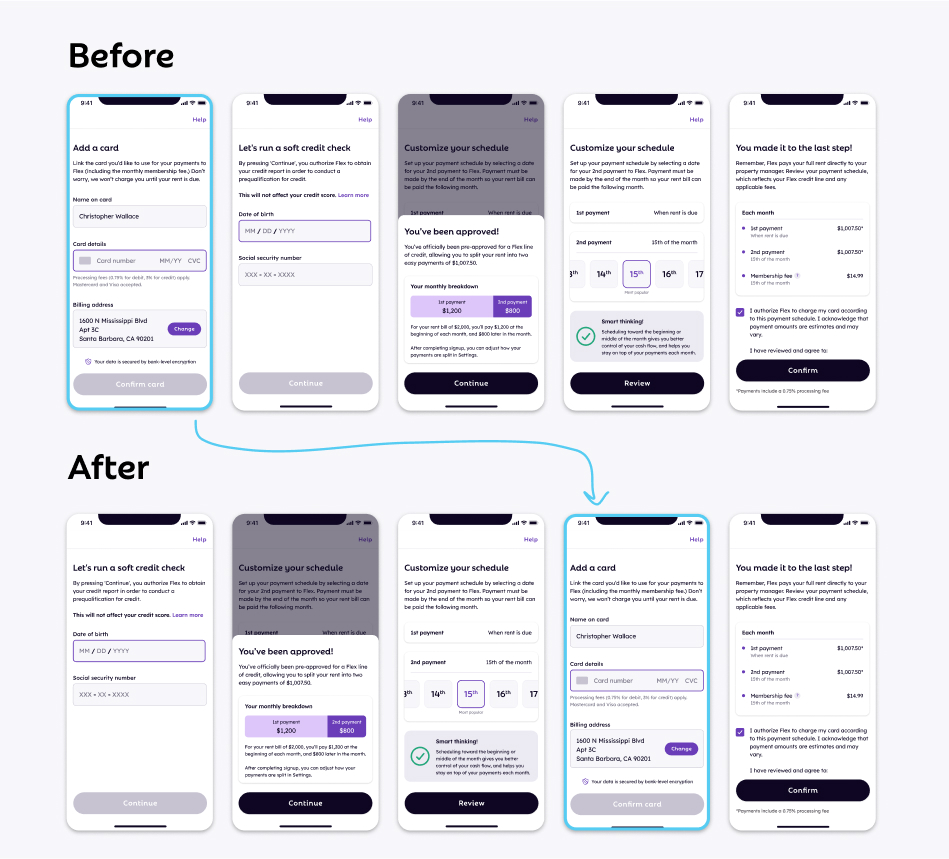 Before
9:41
Help
Add a card
Link the card you'd like to use for your payments to
Flex (including the monthly membership fee.) Don't
worry, we won't charge you until your rent is due.
Name on card
Christopher Wallace
Card details
Card number MM/YY CVC
Processing fees (0.75% for debit, 3% for credit) apply.
Mastercard and Visa accepted.
Billing address
1600 N Mississippi Blvd
Apt 3C
Santa Barbara, CA 90201
Change
Your data is secured by bank-level encryption
Confirm card
9:41
Help
Let's run a soft credit check
By pressing 'Continue', you authorize Flex to obtain
your credit report in order to conduct a
prequalification for credit.
This will not affect your credit score. Learn more
Date of birth
MM / DD / YYYY
Social security number
XXX - XX - XXXX
Continue
9:41
Help
Customize your schedule
Set up your payment schedule by selecting a date
for your 2nd payment to Flex. Payment must be
made by the end of the month so your rent bill can
be paid the following month.
1st payment When rent is due
You've been approved!
You've officially been pre-approved for a Flex line
of credit, allowing you to split your rent into two
easy payments of $1,007.50.
Your monthly breakdown
1st payment 2nd payment
$1,200 $800
For your rent bill of $2,000, you'll pay $1,200 at the
beginning of each month, and $800 later in the month.
After completing signup, you can adjust how your
payments are split in Settings.
Continue
9:41
Help
Customize your schedule
Set up your payment schedule by selecting a date
for your 2nd payment to Flex. Payment must be
made by the end of the month so your rent bill can
be paid the following month.
1st payment When rent is due
2nd payment 15th of the month
14th 15th 16th 17
Most popular
Smart thinking!
Scheduling toward the beginning or
middle of the month gives you better
control of your cash flow, and helps you
stay on top of your payments each month.
Review
9:41
You made it to the last step!
Remember, Flex pays your full rent directly to your
property manager. Review your payment schedule,
which reflects your Flex credit line and any
applicable fees.
Each month
1st payment $1,007.50*
When rent is due
2nd payment $1,007.50*
15th of the month
Membership fee ? $14.99
15th of the month
I authorize Flex to charge my card according
to this payment schedule. I acknowledge that
payment amounts are estimates and may
vary.
I have reviewed and agree to:
Confirm
*Payments include a 0.75% processing fee
After
9:41
Help
Let's run a soft credit check
By pressing 'Continue', you authorize Flex to obtain
your credit report in order to conduct a
prequalification for credit.
This will not affect your credit score. Learn more
Date of birth
MM / DD / YYYY
Social security number
XXX - XX - XXXX
Continue
9:41
Help
Customize your schedule
Set up your payment schedule by selecting a date
for your 2nd payment to Flex. Payment must be
made by the end of the month so your rent bill can
be paid the following month.
1st payment When rent is due
You've been approved!
You've officially been pre-approved for a Flex line
of credit, allowing you to split your rent into two
easy payments of $1,007.50.
Your monthly breakdown
1st payment 2nd payment
$1,200 $800
For your rent bill of $2,000, you'll pay $1,200 at the
beginning of each month, and $800 later in the month.
After completing signup, you can adjust how your
payments are split in Settings.
Continue
9:41
Help
Customize your schedule
Set up your payment schedule by selecting a date
for your 2nd payment to Flex. Payment must be
made by the end of the month so your rent bill can
be paid the following month.
1st payment When rent is due
2nd payment 15th of the month
14th 15th 16th 17
Most popular
Smart thinking!
Scheduling toward the beginning or
middle of the month gives you better
control of your cash flow, and helps you
stay on top of your payments each month.
Review
9:41
Help
Add a card
Link the card you'd like to use for your payments to
Flex (including the monthly membership fee.) Don't
worry, we won't charge you until your rent is due.
Name on card
Christopher Wallace
Card details
Card number MM/YY CVC
Processing fees (0.75% for debit, 3% for credit) apply.
Mastercard and Visa accepted.
Billing address
1600 N Mississippi Blvd
Apt 3C
Santa Barbara, CA 90201
Change
Your data is secured by bank-level encryption
Confirm card
9:41
You made it to the last step!
Remember, Flex pays your full rent directly to your
property manager. Review your payment schedule,
which reflects your Flex credit line and any
applicable fees.
Each month
1st payment $1,007.50*
When rent is due
2nd payment $1,007.50*
15th of the month
Membership fee ? $14.99
15th of the month
I authorize Flex to charge my card according
to this payment schedule. I acknowledge that
payment amounts are estimates and may
vary.
I have reviewed and agree to:
Confirm
*Payments include a 0.75% processing fee